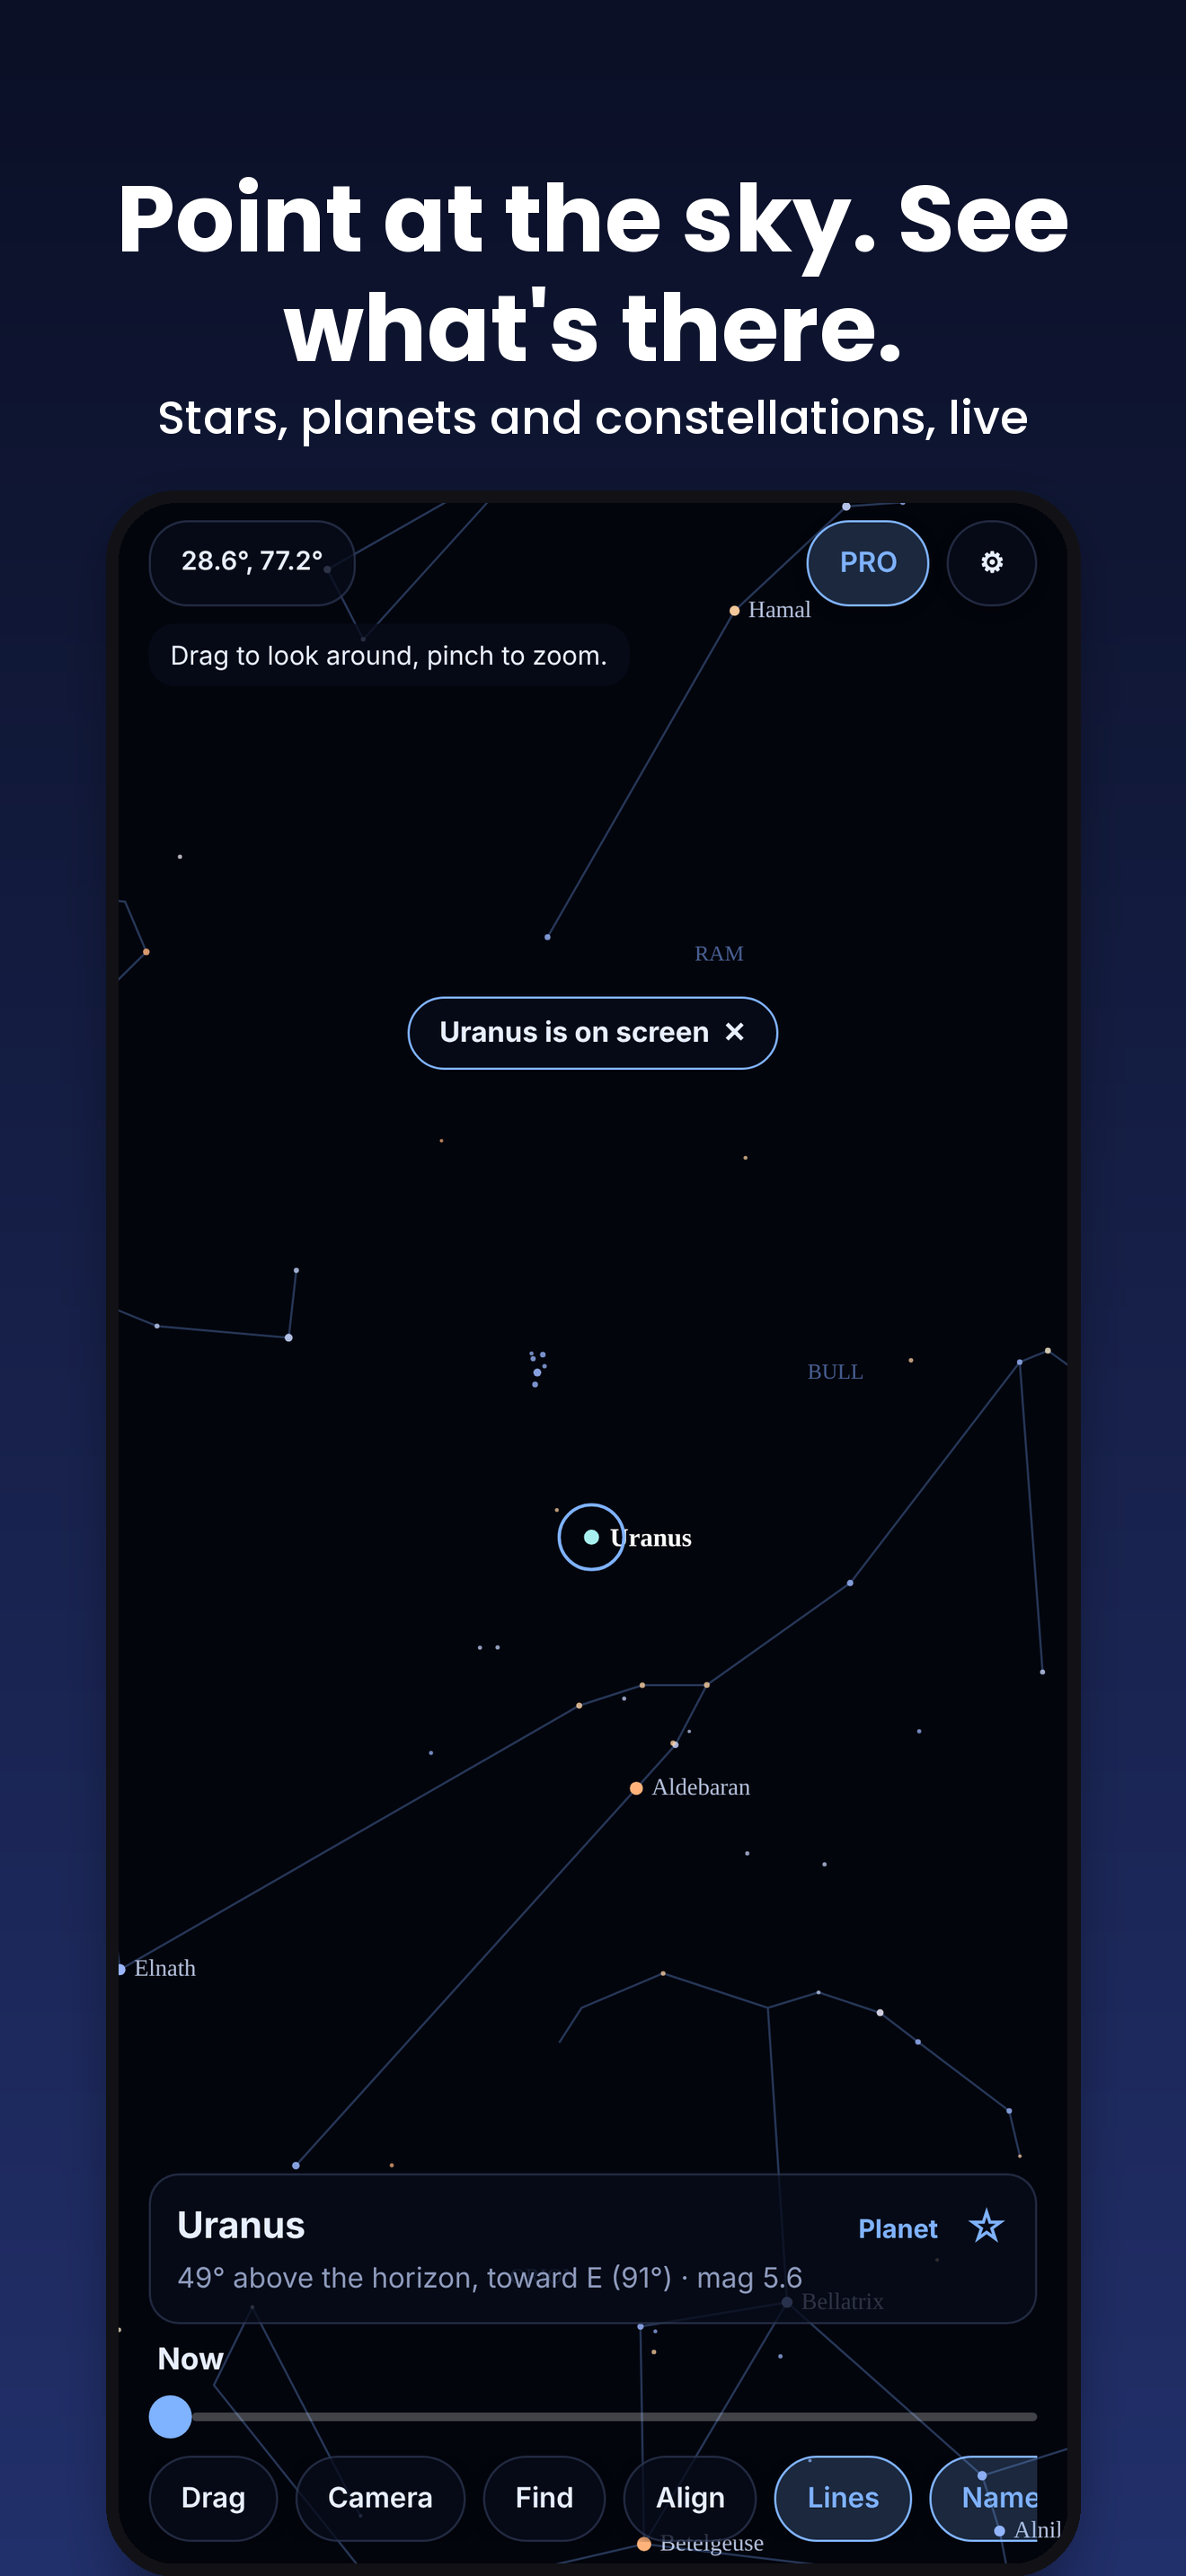 Point at the sky. See
what's there.
Stars, planets and constellations, live
28.6°, 77.2°
PRO
⚙
Hamal
Drag to look around, pinch to zoom.
RAM
Uranus is on screen ✕
BULL
Uranus
Aldebaran
Elnath
Uranus
Planet ☆
49° above the horizon, toward E (91°) · mag 5.6
Bellatrix
Now
Drag
Camera
Find
Align
Lines
Name
Alnil
Betelgeuse